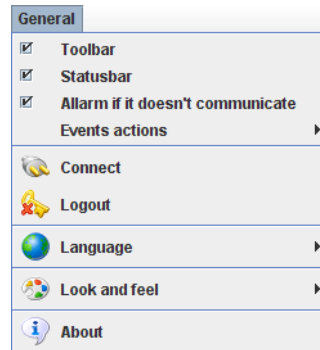 General
Toolbar
Statusbar
Allarm if it doesn't communicate
Events actions
Connect
Logout
Language
Look and feel
About